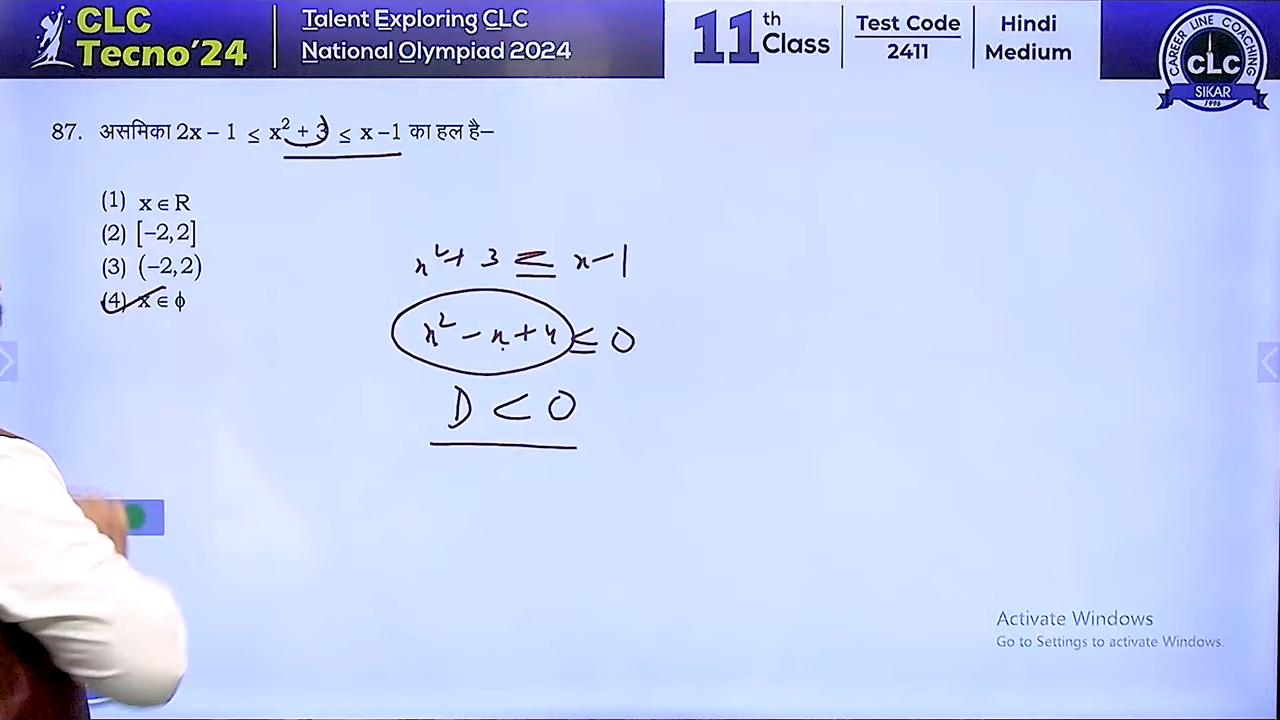 CLC
Tecno'24
Talent Exploring CLC
National Olympiad 2024
11th Class
Test Code
2411
Hindi
Medium
CAREER LINE COACHING
CLC
SIKAR
1996
87. असमिका 2x – 1 ≤ x² + 3 ≤ x –1 का हल है–
(1) x ∈ R
(2) [–2,2]
(3) (–2,2)
(4) x ∈ ϕ
x² + 3 ≤ x – 1
x² – x + 4 ≤ 0
D < 0
Activate Windows
Go to Settings to activate Windows.